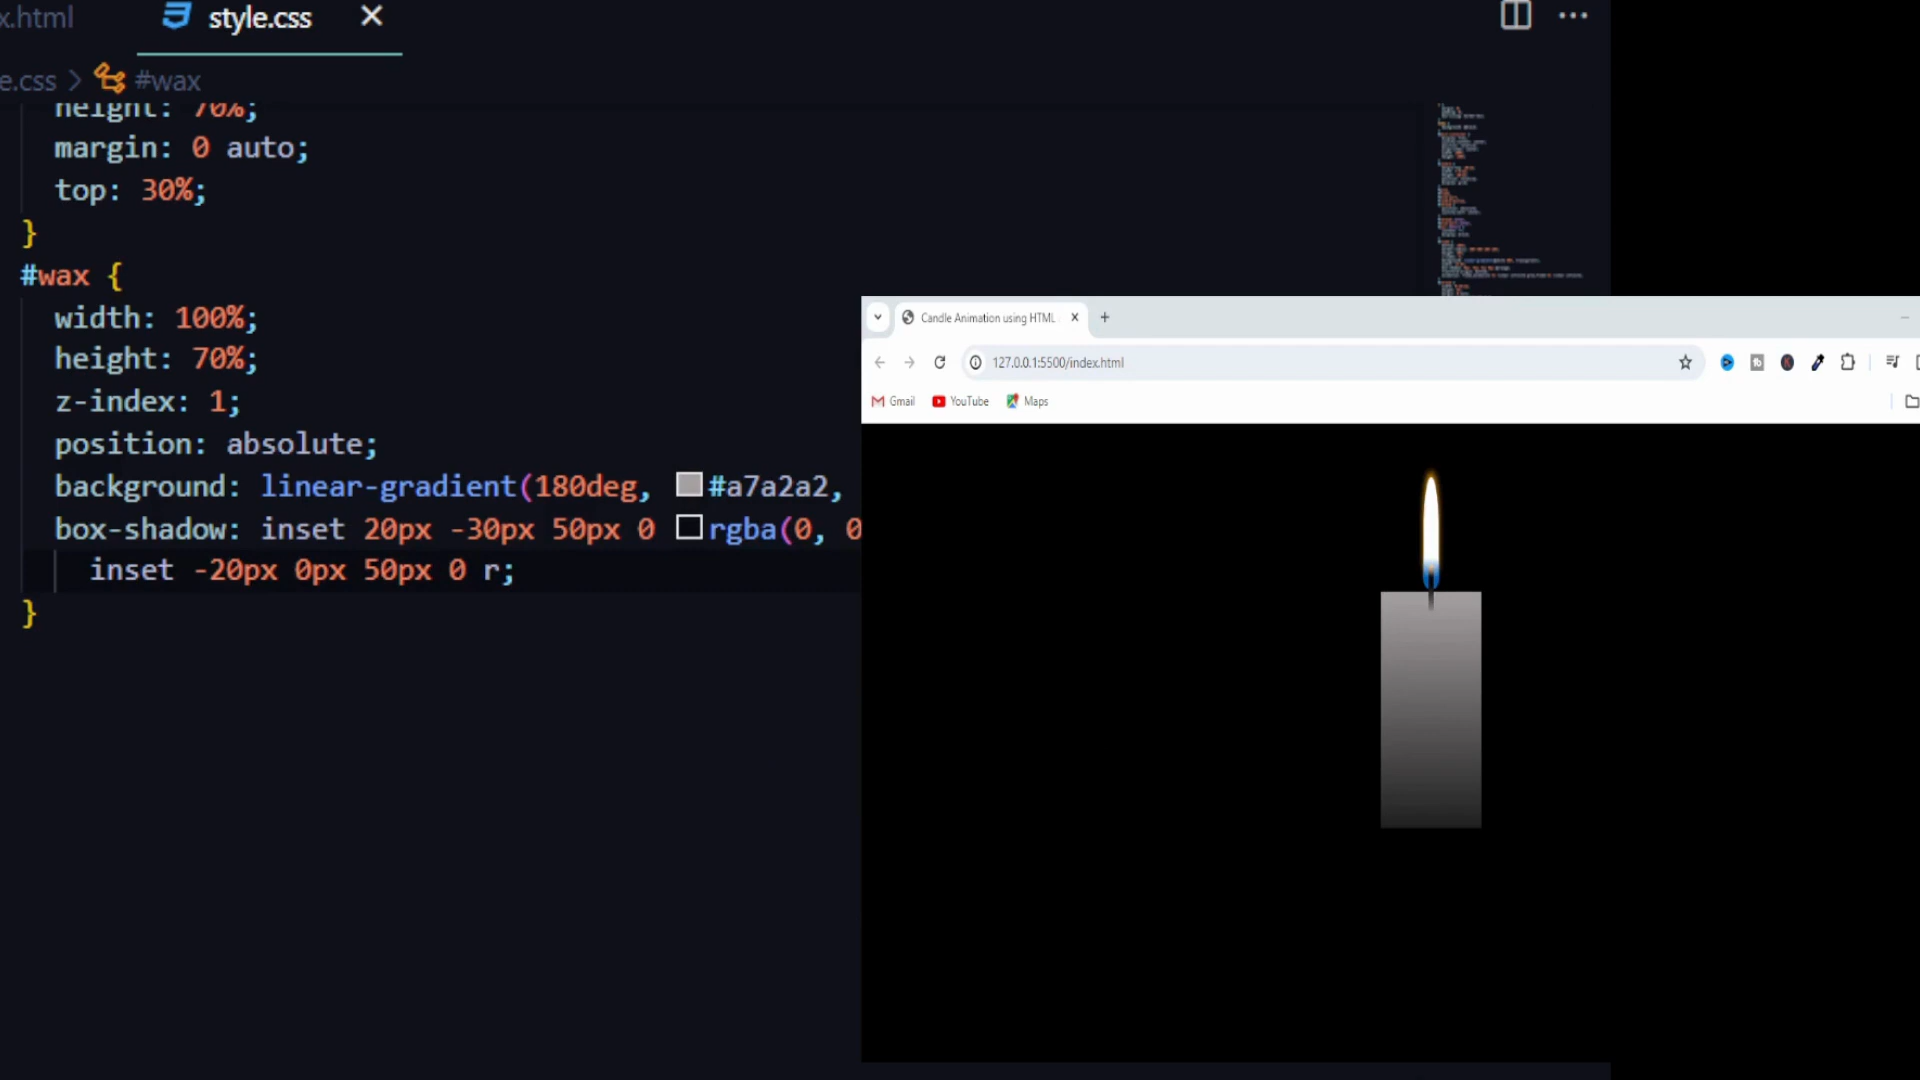 x.html style.css
e.css > #wax
height: 70%;
margin: 0 auto;
top: 30%;
}
#wax {
width: 100%;
height: 70%;
z-index: 1;
position: absolute;
background: linear-gradient(180deg, #a7a2a2,
box-shadow: inset 20px -30px 50px 0 rgba(0, 0
inset -20px 0px 50px 0 r;
}
Candle Animation using HTML
127.0.0.1:5500/index.html
Gmail YouTube Maps